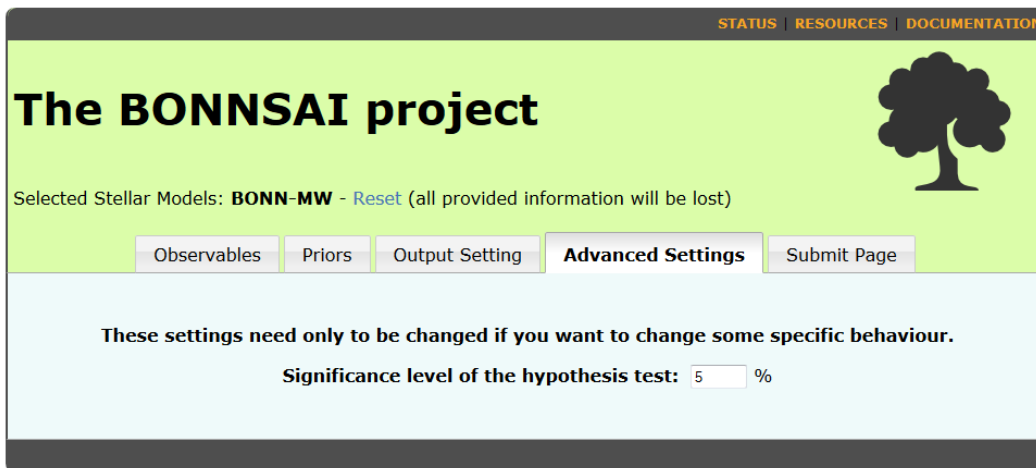 STATUS | RESOURCES | DOCUMENTATION
The BONNSAI project
Selected Stellar Models: BONN-MW - Reset (all provided information will be lost)
Observables Priors Output Setting Advanced Settings Submit Page
These settings need only to be changed if you want to change some specific behaviour.
Significance level of the hypothesis test: 5 %